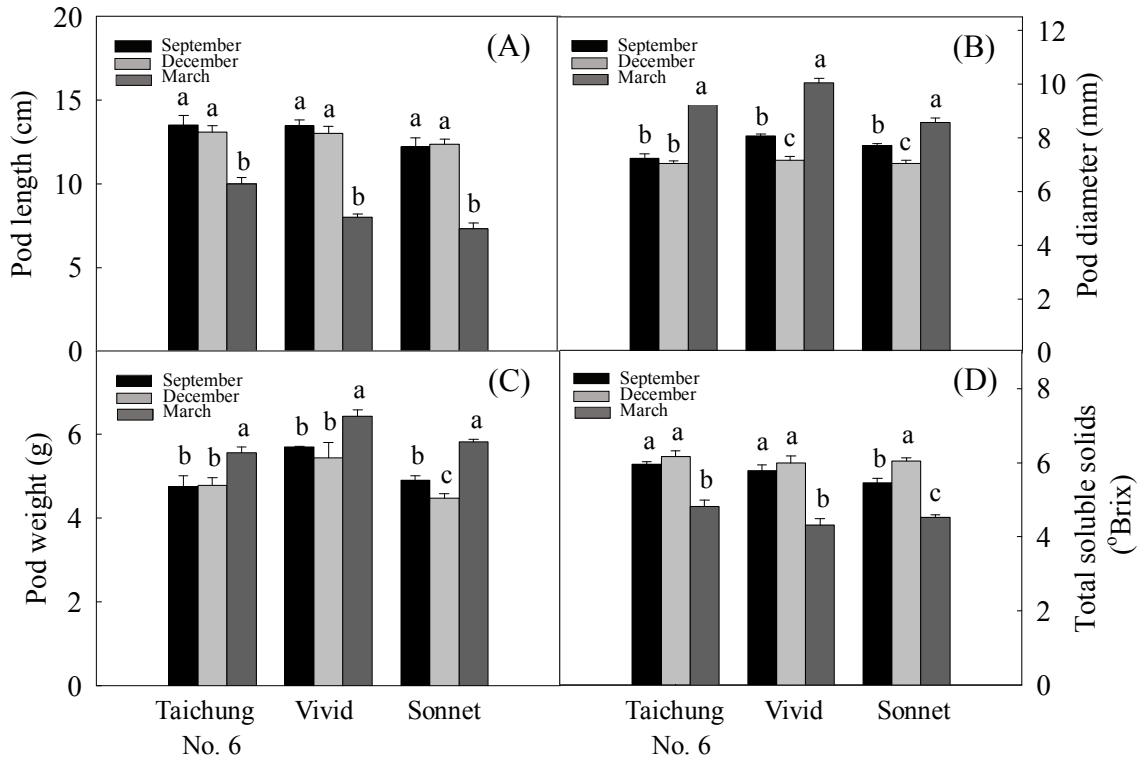 20
15
10
5
0
Pod length (cm)
September
December
March
(A)
a a b
a a b
a a b
September
December
March
(B)
b b a
b c a
b c a
12
10
8
6
4
2
0
Pod diameter (mm)
6
4
2
0
Pod weight (g)
September
December
March
(C)
b b a
b b a
b c a
September
December
March
(D)
a a b
a a b
b a c
8
6
4
2
0
Total soluble solids
(°Brix)
Taichung
No. 6
Vivid
Sonnet
Taichung
No. 6
Vivid
Sonnet